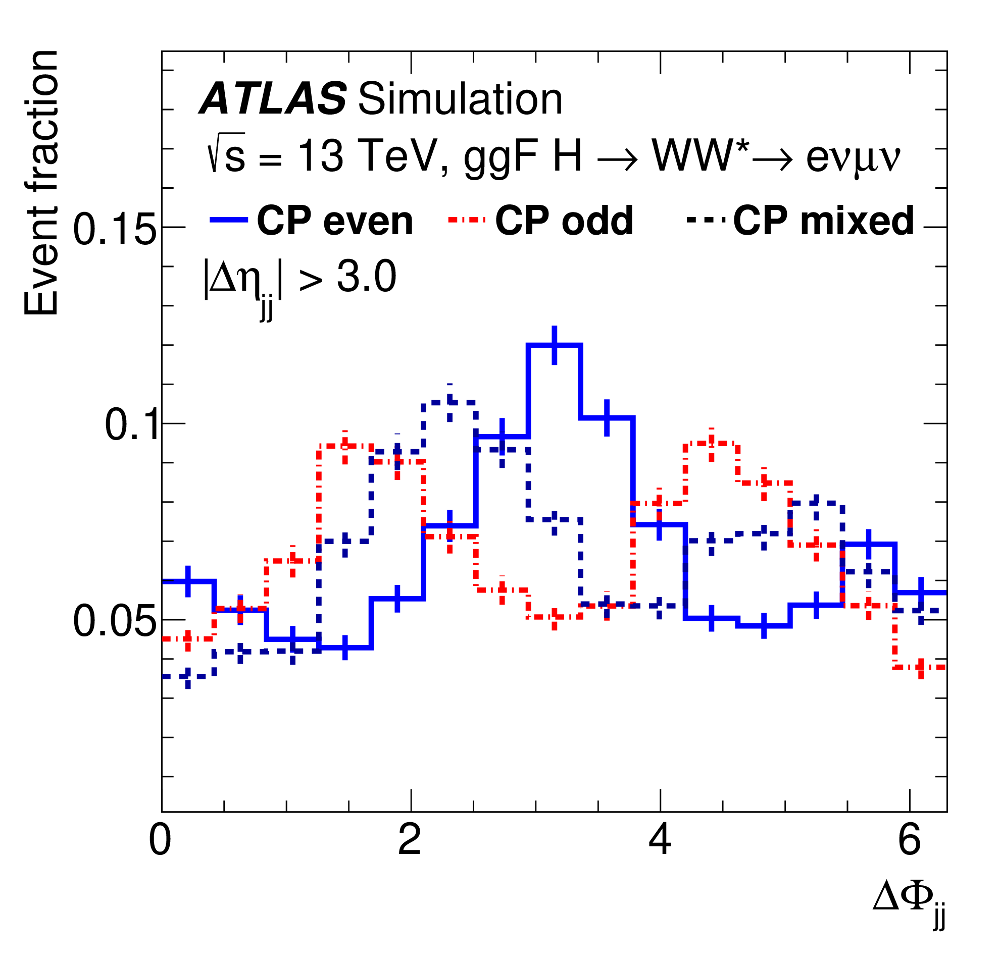 Event fraction
ATLAS Simulation
√s = 13 TeV, ggF H → WW*→ eνμν
CP even CP odd CP mixed
|Δη_jj| > 3.0
0.15
0.1
0.05
0 2 4 6
ΔΦ_jj